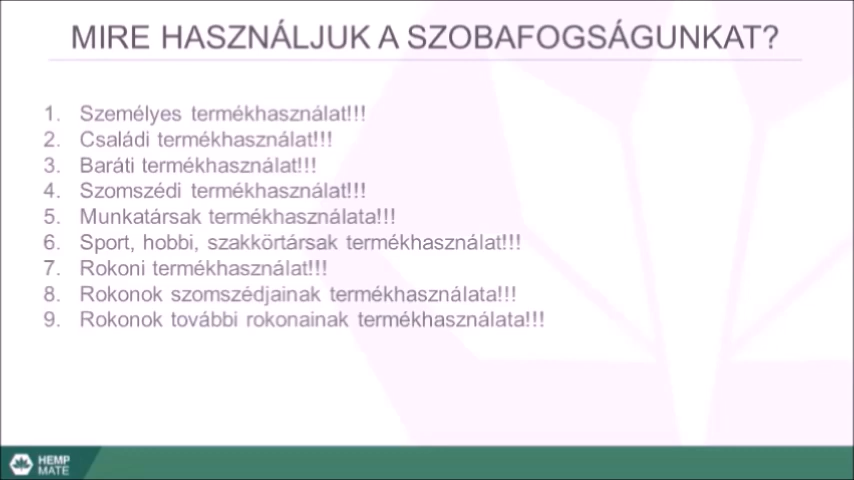 MIRE HASZNÁLJUK A SZOBAFOGSÁGUNKAT?
1. Személyes termékhasználat!!!
2. Családi termékhasználat!!!
3. Baráti termékhasználat!!!
4. Szomszédi termékhasználat!!!
5. Munkatársak termékhasználata!!!
6. Sport, hobbi, szakkörtársak termékhasználat!!!
7. Rokoni termékhasználat!!!
8. Rokonok szomszédjainak termékhasználata!!!
9. Rokonok további rokonainak termékhasználata!!!
HEMP
MATE